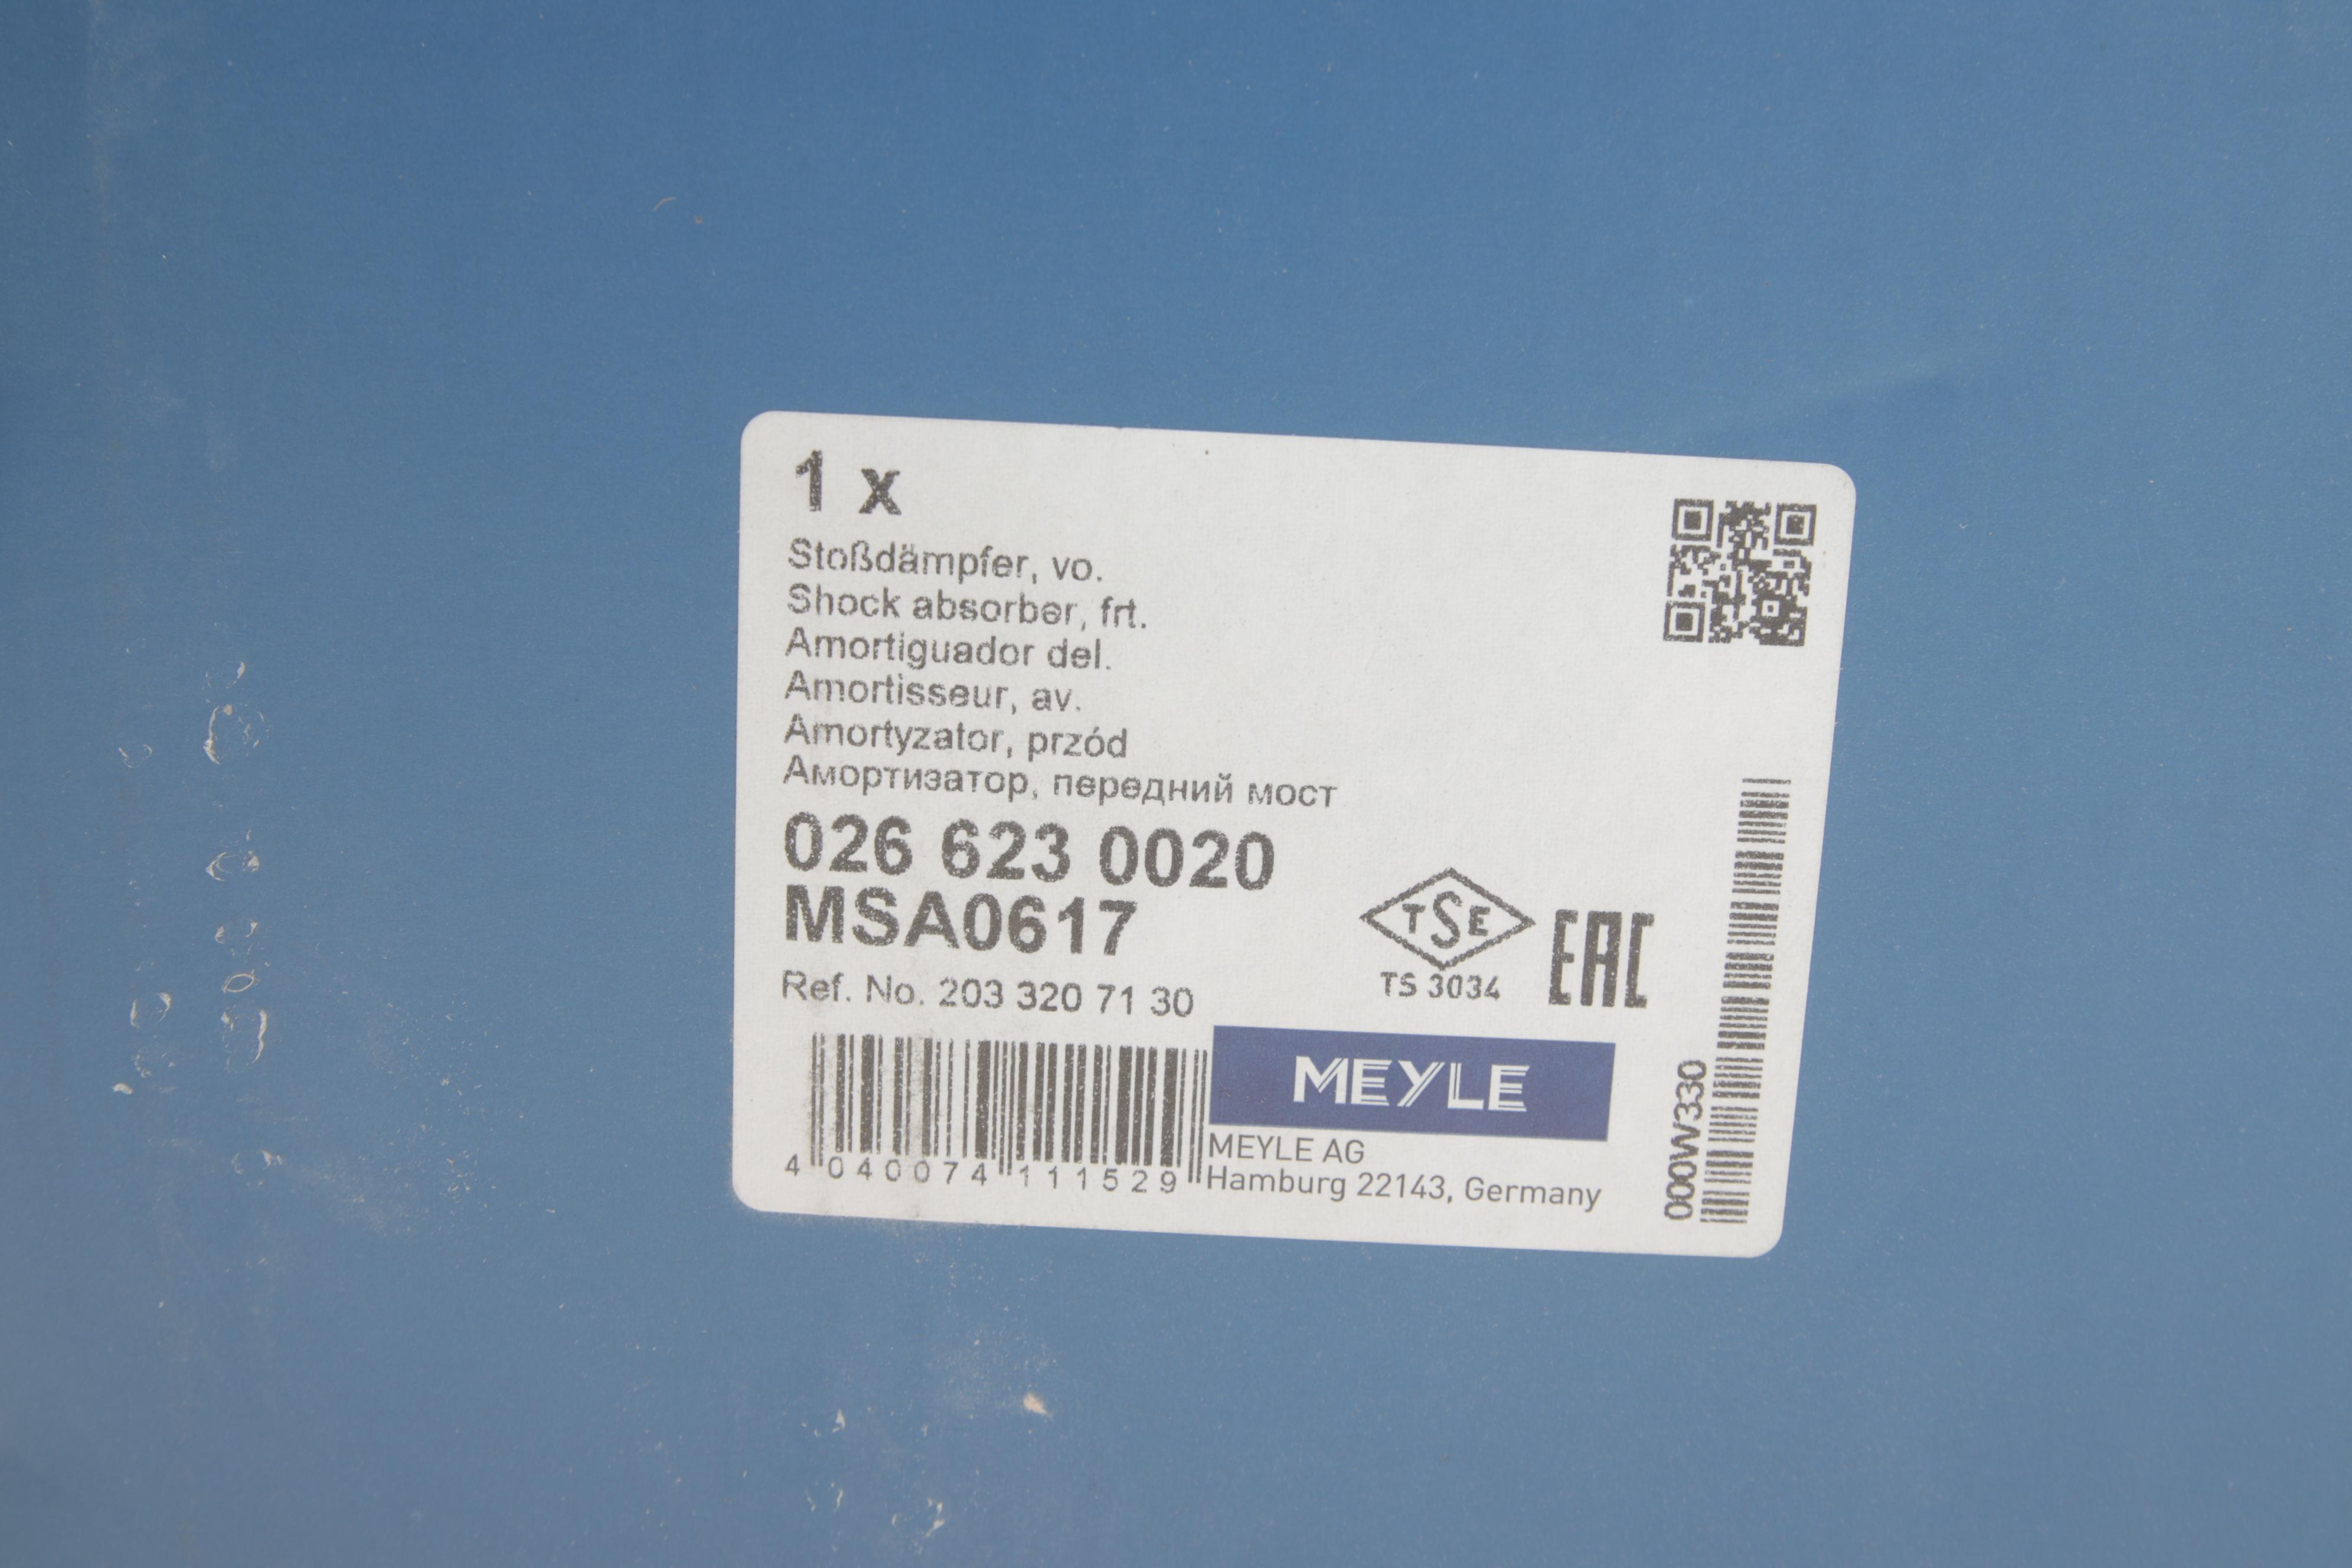 1 x
Stoßdämpfer, vo.
Shock absorber, frt.
Amortiguador del.
Amortisseur, av.
Amortyzator, przód
Амортизатор, передний мост
026 623 0020
MSA0617
Ref. No. 203 320 71 30
TSE
TS 3034
EAC
4 040074 111529
MEYLE
MEYLE AG
Hamburg 22143, Germany
000W330